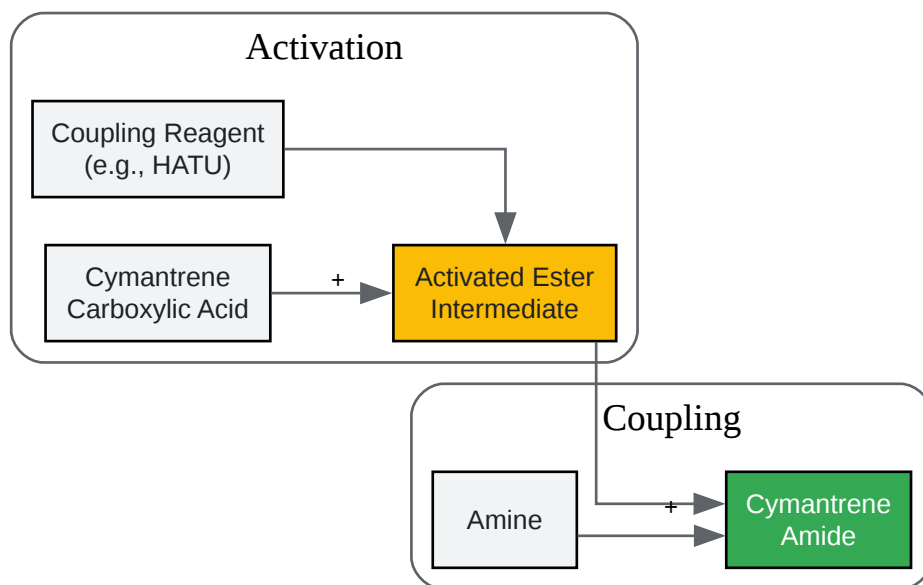 Activation
Coupling Reagent
(e.g., HATU)
Cymantrene
Carboxylic Acid
+
Activated Ester
Intermediate
Coupling
Amine
+
Cymantrene
Amide